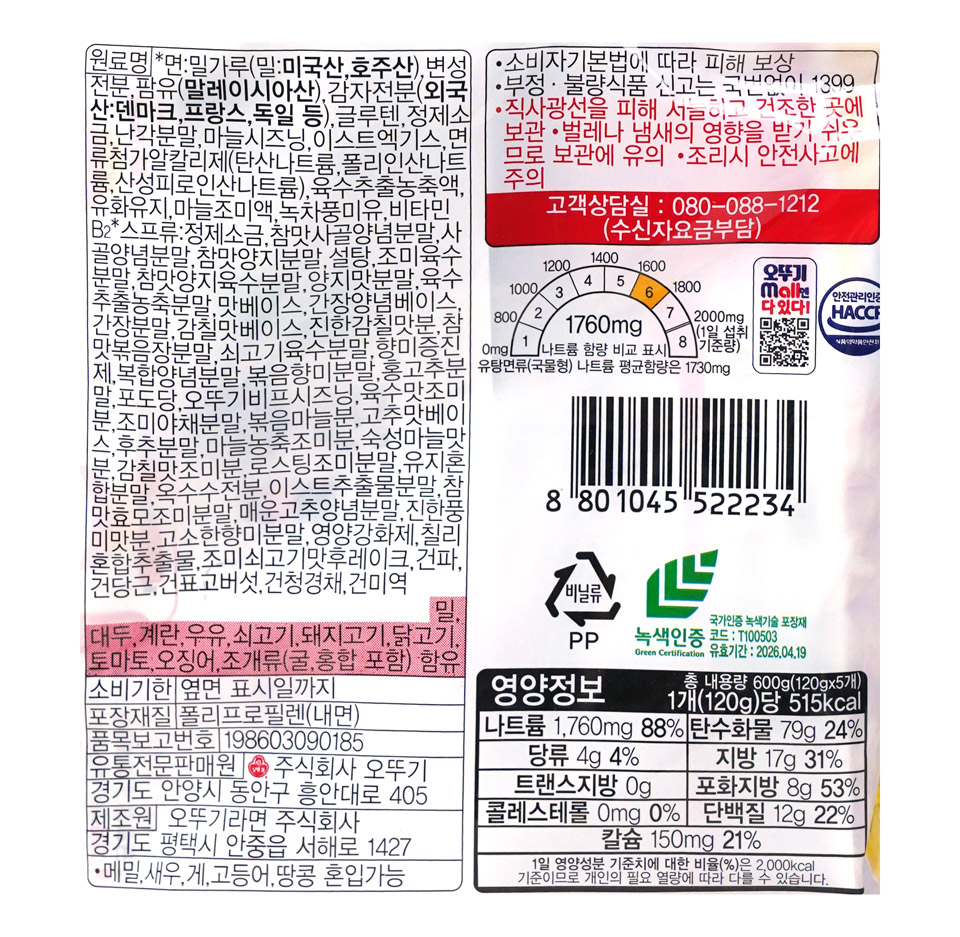 원료명 *면:밀가루(밀:미국산,호주산),변성
전분,팜유(말레이시아산),감자전분(외국
산:덴마크,프랑스,독일 등),글루텐,정제소
금,난각분말,마늘시즈닝,이스트엑기스,면
류첨가알칼리제(탄산나트륨,폴리인산나트
륨,산성피로인산나트륨),육수추출농축액,
유화유지,마늘조미액,녹차풍미유,비타민
B2*스프류:정제소금,참맛사골양념분말,사
골양념분말,참맛양지분말,설탕,조미육수
분말,참맛양지육수분말,양지맛분말,육수
추출농축분말,맛베이스,간장양념베이스,
간장분말,감칠맛베이스,진한감칠맛분,참
맛볶음장분말,쇠고기육수분말,향미증진
제,복합양념분말,볶음향미분말,홍고추분
말,포도당,오뚜기비프시즈닝,육수맛조미
분,조미야채분말,볶음마늘분,고추맛베이
스,후추분말,마늘농축조미분,숙성마늘맛
분,감칠맛조미분,로스팅조미분말,유지혼
합분말,옥수수전분,이스트추출물분말,참
맛효모조미분말,매운고추양념분말,진한풍
미맛분,고소한향미분말,영양강화제,칠리
혼합추출물,조미쇠고기맛후레이크,건파,
건당근,건표고버섯,건청경채,건미역
밀,
대두,계란,우유,쇠고기,돼지고기,닭고기,
토마토,오징어,조개류(굴,홍합 포함) 함유
소비기한 옆면 표시일까지
포장재질 폴리프로필렌(내면)
품목보고번호 198603090185
유통전문판매원 주식회사 오뚜기
경기도 안양시 동안구 흥안대로 405
제조원 오뚜기라면 주식회사
경기도 평택시 안중읍 서해로 1427
•메밀,새우,게,고등어,땅콩 혼입가능
•소비자기본법에 따라 피해 보상
•부정·불량식품 신고는 국번없이 1399
•직사광선을 피해 서늘하고 건조한 곳에
보관 •벌레나 냄새의 영향을 받기 쉬우
므로 보관에 유의 •조리시 안전사고에
주의
고객상담실 : 080-088-1212
(수신자요금부담)
0mg 800 1000 1200 1400 1600 1800 2000mg
(1일 섭취
기준량)
1 2 3 4 5 6 7 8
1760mg
나트륨 함량 비교 표시
유탕면류(국물형) 나트륨 평균함량은 1730mg
오뚜기
mall엔
다 있다!
안전관리인증
HACCP
8 801045 522234
비닐류
PP
녹색인증
Green Certification
국가인증 녹색기술 포장재
코드 : T100503
유효기간 : 2026.04.19
영양정보
총 내용량 600g(120gx5개)
1개(120g)당 515kcal
나트륨 1,760mg 88% 탄수화물 79g 24%
당류 4g 4% 지방 17g 31%
트랜스지방 0g 포화지방 8g 53%
콜레스테롤 0mg 0% 단백질 12g 22%
칼슘 150mg 21%
1일 영양성분 기준치에 대한 비율(%)은 2,000kcal
기준이므로 개인의 필요 열량에 따라 다를 수 있습니다.